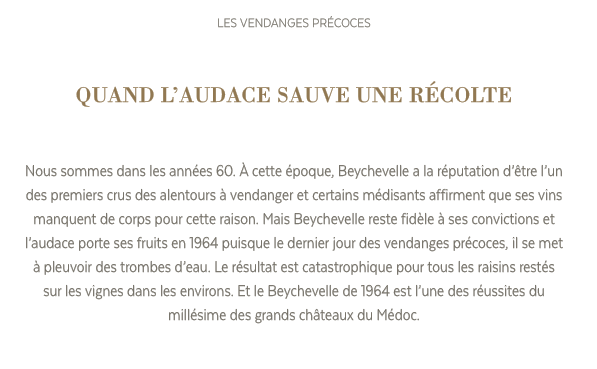 LES VENDANGES PRÉCOCES
QUAND L'AUDACE SAUVE UNE RÉCOLTE
Nous sommes dans les années 60. À cette époque, Beychevelle a la réputation d'être l'un
des premiers crus des alentours à vendanger et certains médisants affirment que ses vins
manquent de corps pour cette raison. Mais Beychevelle reste fidèle à ses convictions et
l'audace porte ses fruits en 1964 puisque le dernier jour des vendanges précoces, il se met
à pleuvoir des trombes d'eau. Le résultat est catastrophique pour tous les raisins restés
sur les vignes dans les environs. Et le Beychevelle de 1964 est l'une des réussites du
millésime des grands châteaux du Médoc.